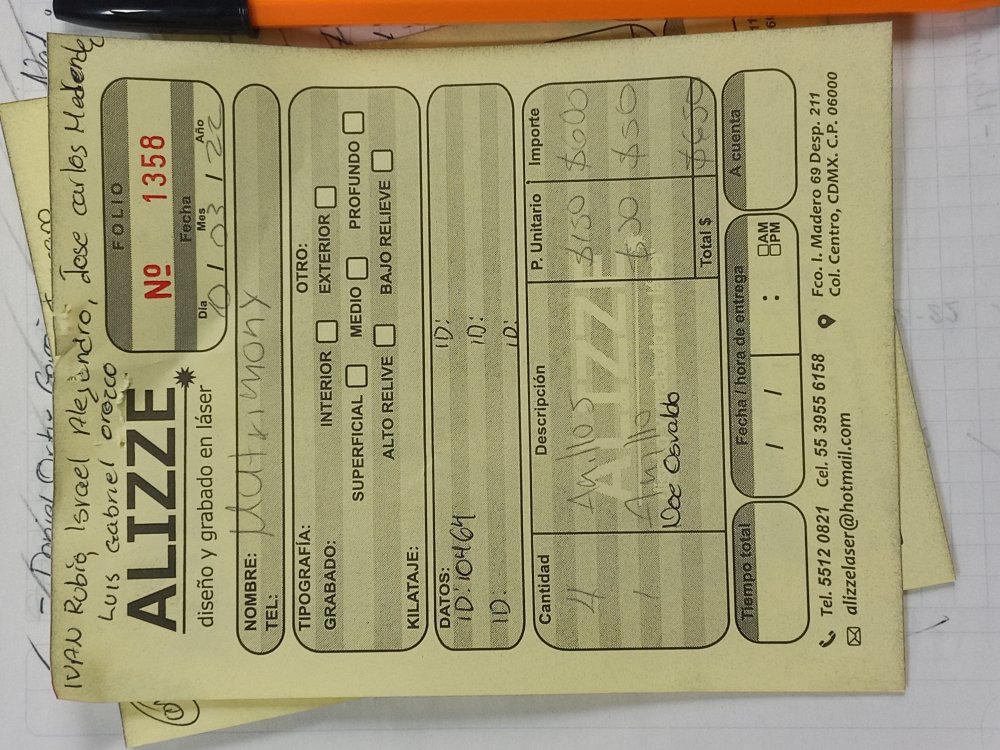 IVAN Rubio, Israel Alejandro, Jose carlos
Luis Gabriel orozco
ALIZZE
diseño y grabado en láser
FOLIO
Nº 1358
Fecha
Día Mes Año
01 03 22
NOMBRE: Matrimony
TEL:
TIPOGRAFÍA: INTERIOR OTRO: EXTERIOR
GRABADO: SUPERFICIAL MEDIO PROFUNDO
ALTO RELIVE BAJO RELIEVE
KILATAJE:
DATOS:
ID: 10464 ID:
ID. ID:
ID:
Cantidad Descripción P. Unitario Importe
4 Anillos $150 $600
1 Anillo $50
Noe Osvaldo
Total $ $650
Tiempo total Fecha / hora de entrega A cuenta
/ / : AM
PM
Tel. 5512 0821 Cel. 55 3955 6158 Fco. I. Madero 69 Desp. 211
alizzelaser@hotmail.com Col. Centro, CDMX. C.P. 06000